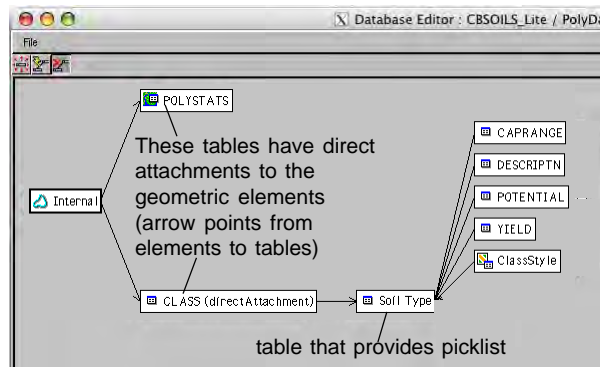 X Database Editor : CBSOILS_Lite / PolyDa
File
POLYSTATS
These tables have direct
attachments to the
geometric elements
(arrow points from
elements to tables)
Internal
CAPRANGE
DESCRIPTN
POTENTIAL
YIELD
ClassStyle
CLASS (directAttachment)
Soil Type
table that provides picklist